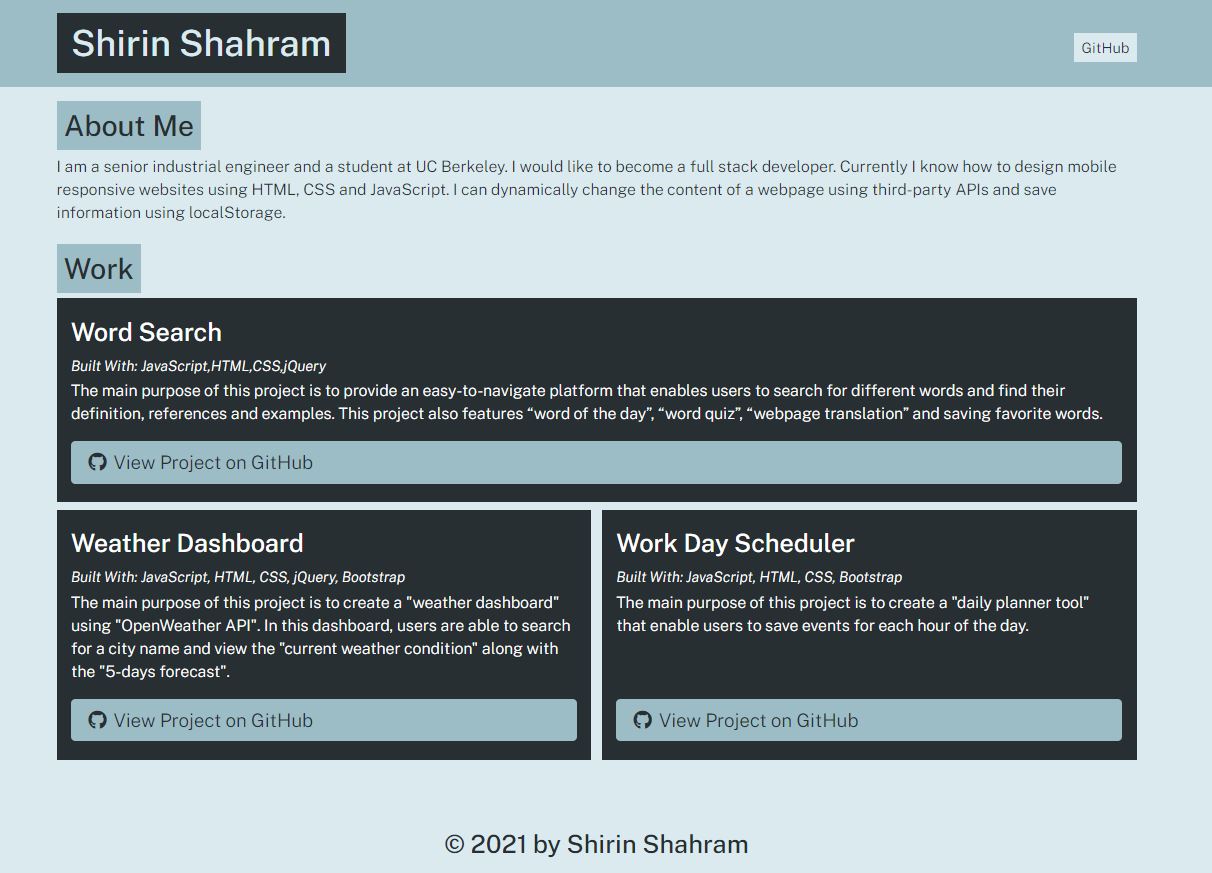 Shirin Shahram
GitHub
About Me
I am a senior industrial engineer and a student at UC Berkeley. I would like to become a full stack developer. Currently I know how to design mobile
responsive websites using HTML, CSS and JavaScript. I can dynamically change the content of a webpage using third-party APIs and save
information using localStorage.
Work
Word Search
Built With: JavaScript,HTML,CSS,jQuery
The main purpose of this project is to provide an easy-to-navigate platform that enables users to search for different words and find their
definition, references and examples. This project also features “word of the day”, “word quiz”, “webpage translation” and saving favorite words.
View Project on GitHub
Weather Dashboard
Built With: JavaScript, HTML, CSS, jQuery, Bootstrap
The main purpose of this project is to create a "weather dashboard"
using "OpenWeather API". In this dashboard, users are able to search
for a city name and view the "current weather condition" along with
the "5-days forecast".
View Project on GitHub
Work Day Scheduler
Built With: JavaScript, HTML, CSS, Bootstrap
The main purpose of this project is to create a "daily planner tool"
that enable users to save events for each hour of the day.
View Project on GitHub
© 2021 by Shirin Shahram